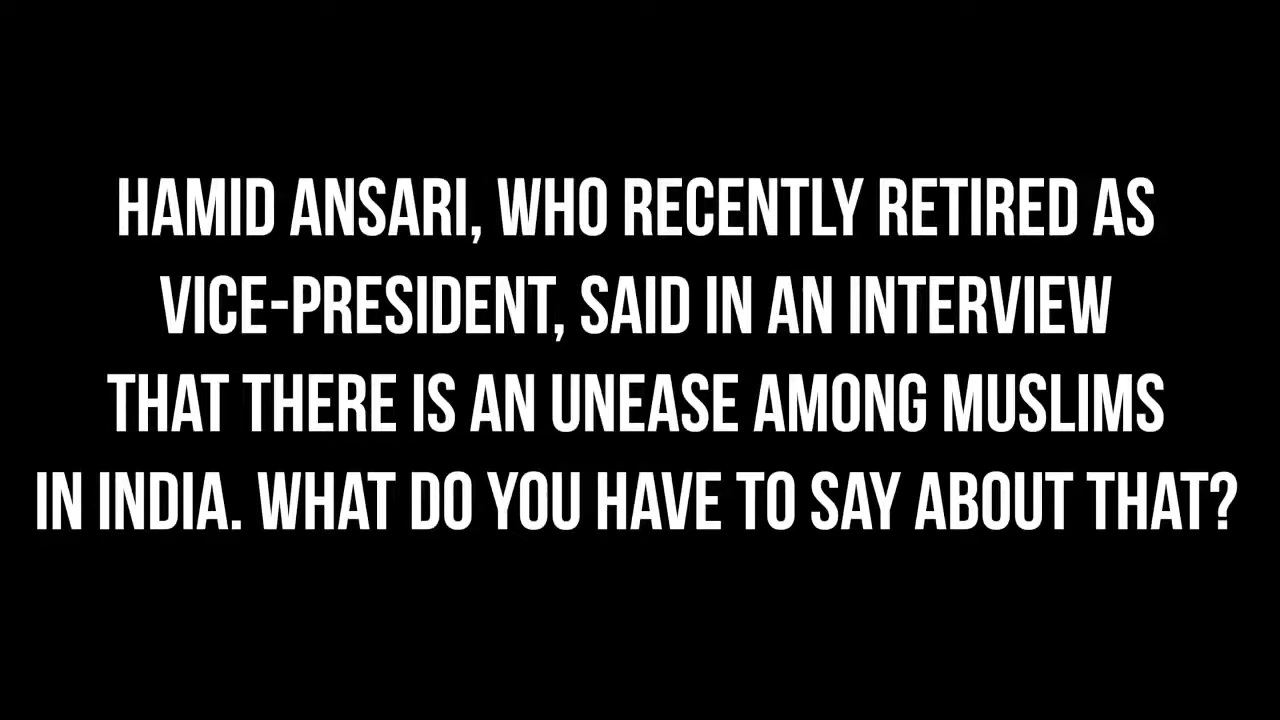 HAMID ANSARI, WHO RECENTLY RETIRED AS
VICE-PRESIDENT, SAID IN AN INTERVIEW
THAT THERE IS AN UNEASE AMONG MUSLIMS
IN INDIA. WHAT DO YOU HAVE TO SAY ABOUT THAT?